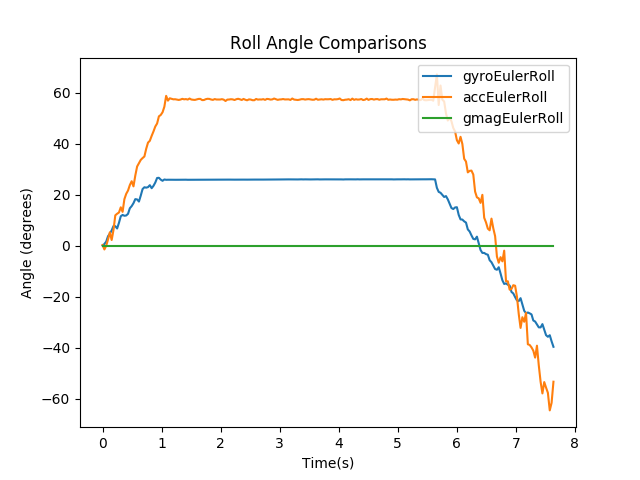 Roll Angle Comparisons
gyroEulerRoll
accEulerRoll
gmagEulerRoll
Angle (degrees)
60
40
20
0
−20
−40
−60
0 1 2 3 4 5 6 7 8
Time(s)